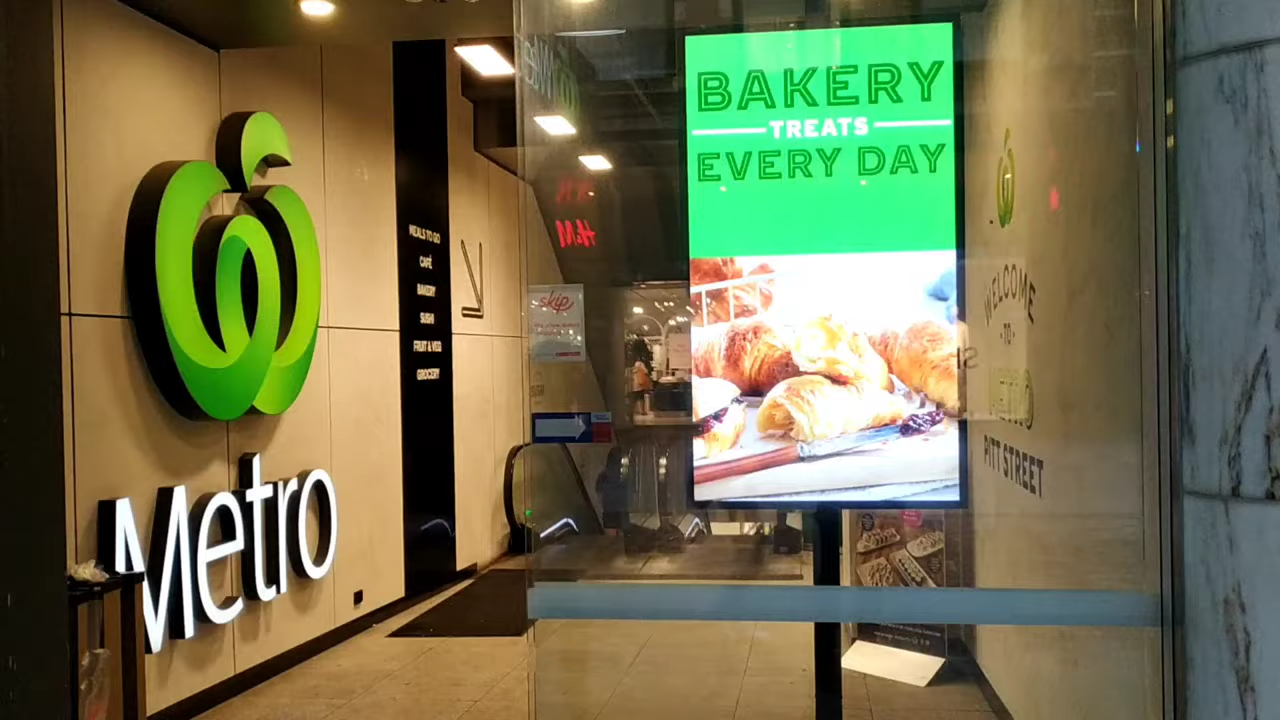 Metro
MEALS TO GO
CAFÉ
BAKERY
SUSHI
FRUIT & VEG
GROCERY
H&M
skip
BAKERY
TREATS
EVERY DAY
WELCOME
-TO-
METRO
PITT STREET